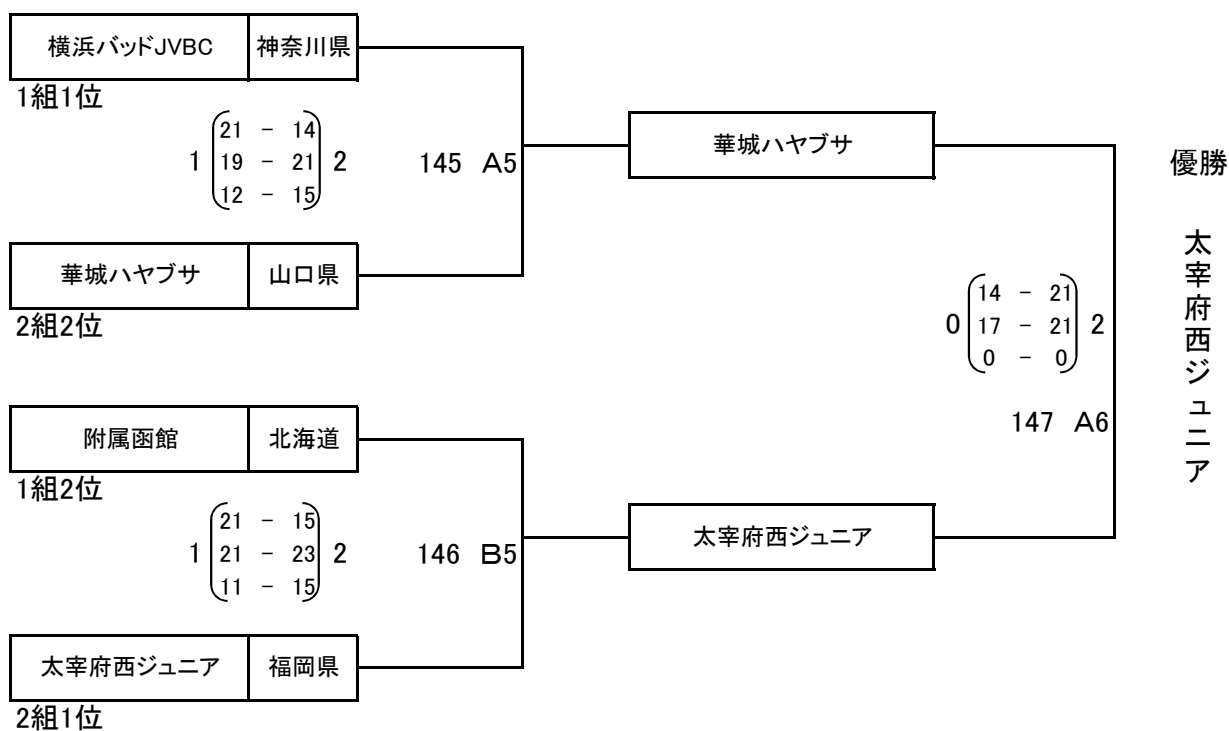 横浜バッドJVBC 神奈川県
1組1位
21 - 14
1 19 - 21 2
12 - 15
145 A5
華城ハヤブサ 山口県
2組2位
附属函館 北海道
1組2位
21 - 15
1 21 - 23 2
11 - 15
146 B5
太宰府西ジュニア 福岡県
2組1位
華城ハヤブサ
太宰府西ジュニア
14 - 21
0 17 - 21 2
0 - 0
147 A6
優勝
太宰府西ジュニア